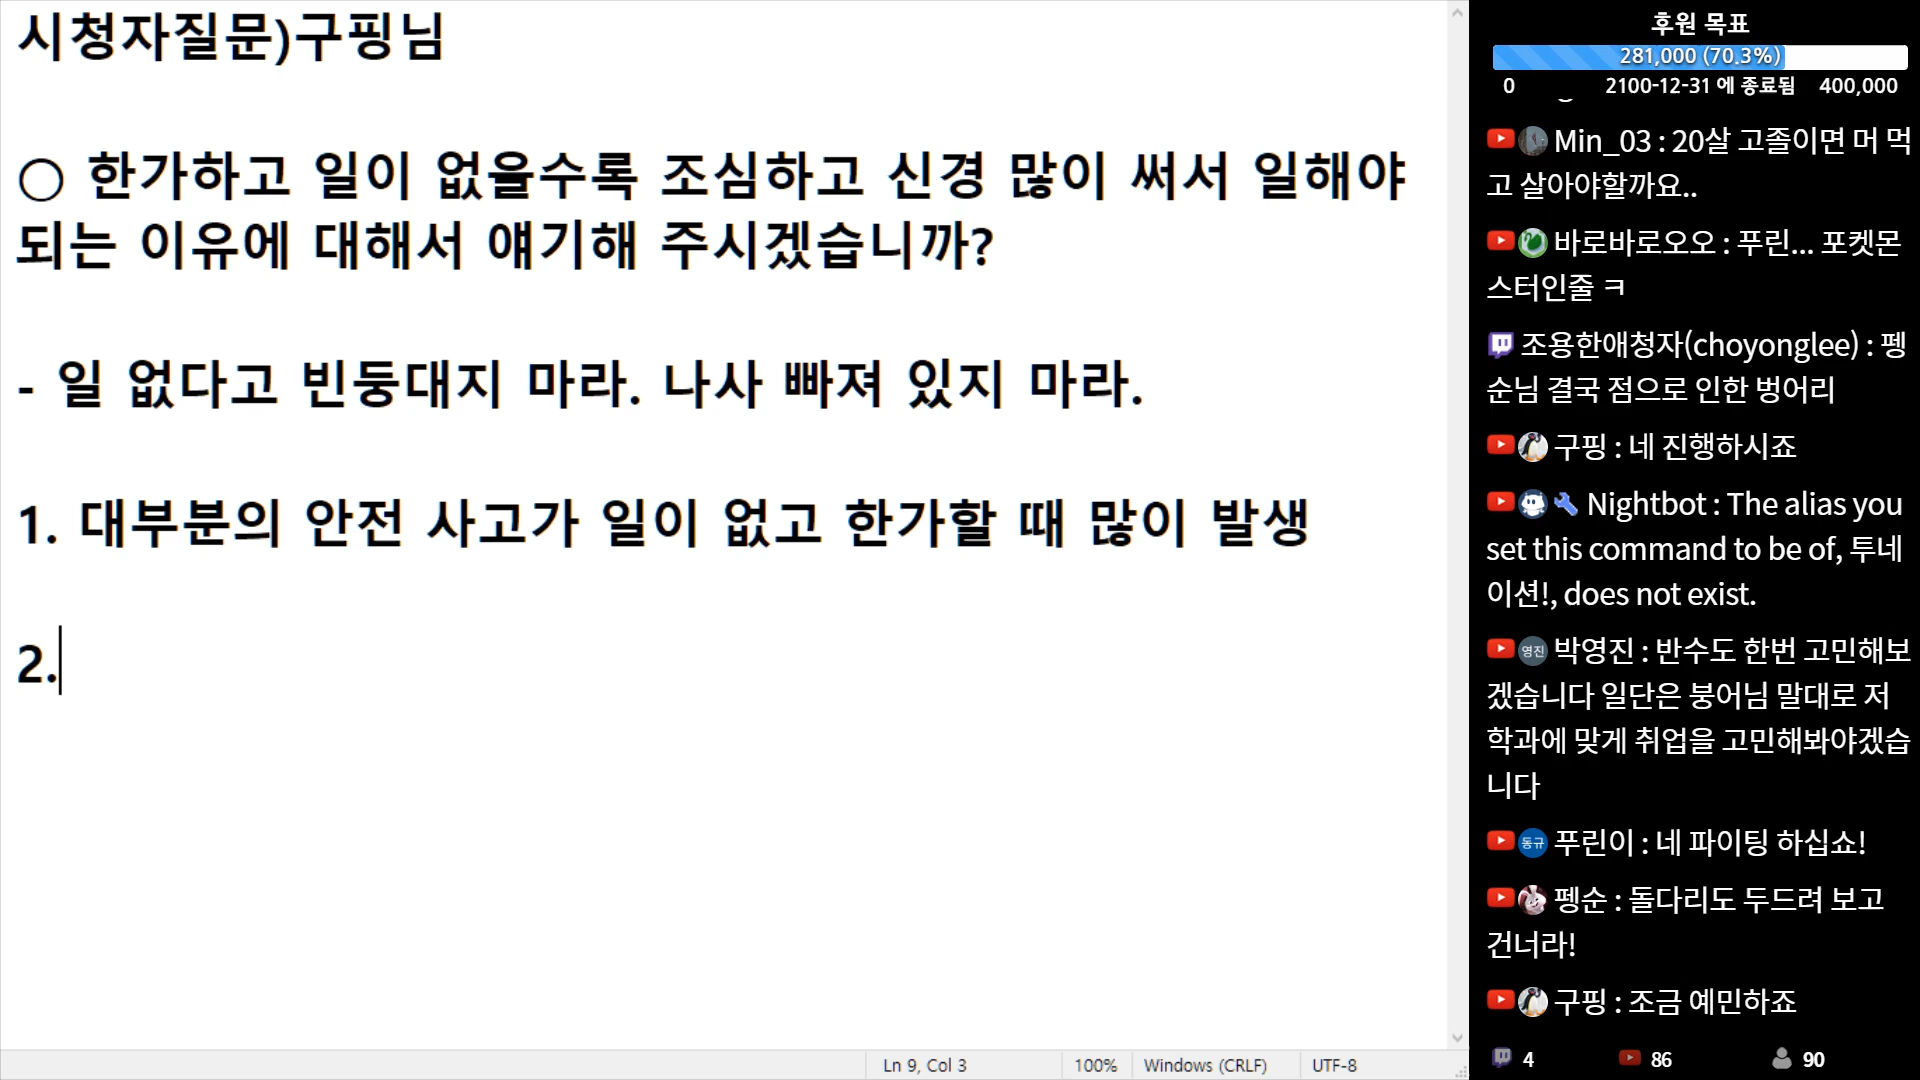 시청자질문)구핑님
○ 한가하고 일이 없을수록 조심하고 신경 많이 써서 일해야
되는 이유에 대해서 얘기해 주시겠습니까?
- 일 없다고 빈둥대지 마라. 나사 빠져 있지 마라.
1. 대부분의 안전 사고가 일이 없고 한가할 때 많이 발생
2.
Ln 9, Col 3
100%
Windows (CRLF)
UTF-8
후원 목표
281,000 (70.3%)
0 2100-12-31 에 종료됨 400,000
Min_03 : 20살 고졸이면 머 먹
고 살아야할까요..
바로바로오오 : 푸린... 포켓몬
스터인줄 ㅋ
조용한애청자(choyonglee) : 펭
순님 결국 점으로 인한 벙어리
구핑 : 네 진행하시죠
Nightbot : The alias you
set this command to be of, 투네
이션!, does not exist.
영진 박영진 : 반수도 한번 고민해보
겠습니다 일단은 붕어님 말대로 저
학과에 맞게 취업을 고민해봐야겠습
니다
동규 푸린이 : 네 파이팅 하십쇼!
펭순 : 돌다리도 두드려 보고
건너라!
구핑 : 조금 예민하죠
4 86 90